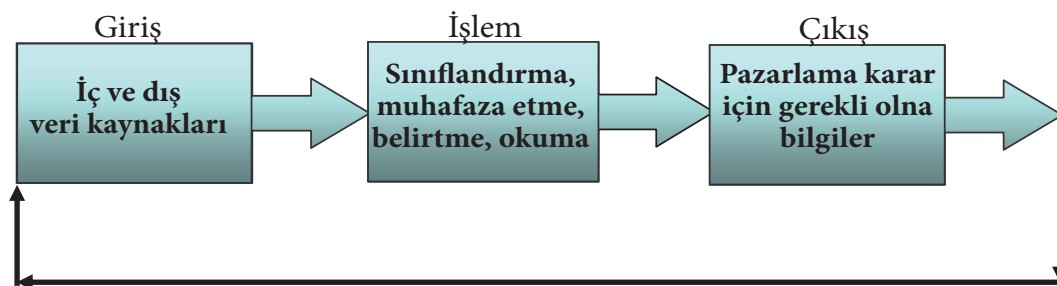 Giriş
İç ve dış
veri kaynakları
İşlem
Sınıflandırma,
muhafaza etme,
belirtme, okuma
Çıkış
Pazarlama karar
için gerekli olna
bilgiler